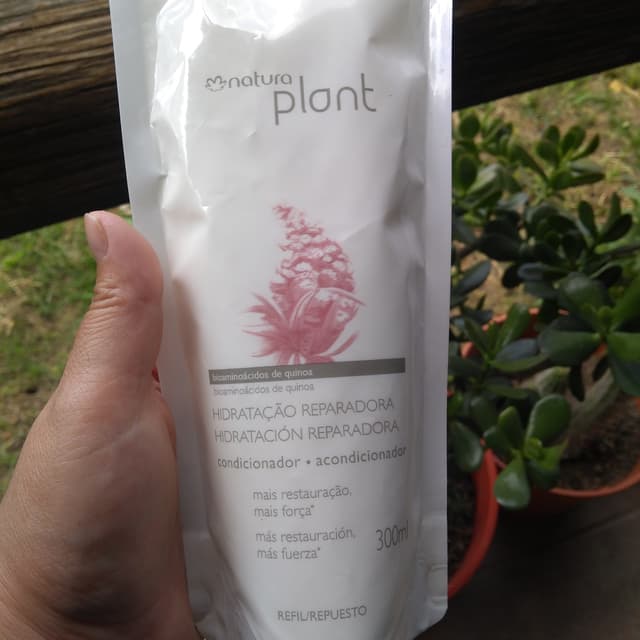 natura
plant
bioaminoácidos de quinoa
bioaminoácidos de quinoa
HIDRATAÇÃO REPARADORA
HIDRATACIÓN REPARADORA
condicionador • acondicionador
mais restauração,
mais força*
más restauración,
más fuerza*
300ml
REFIL/REPUESTO